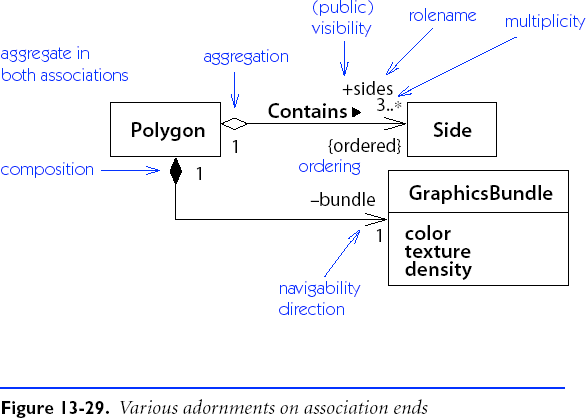 (public)
visibility
rolename
multiplicity
aggregate in
both associations
aggregation
+sides
3..*
Contains ▶
Polygon
1
Side
{ordered}
ordering
composition
1
–bundle
1
GraphicsBundle
color
texture
density
navigability
direction
Figure 13-29. Various adornments on association ends